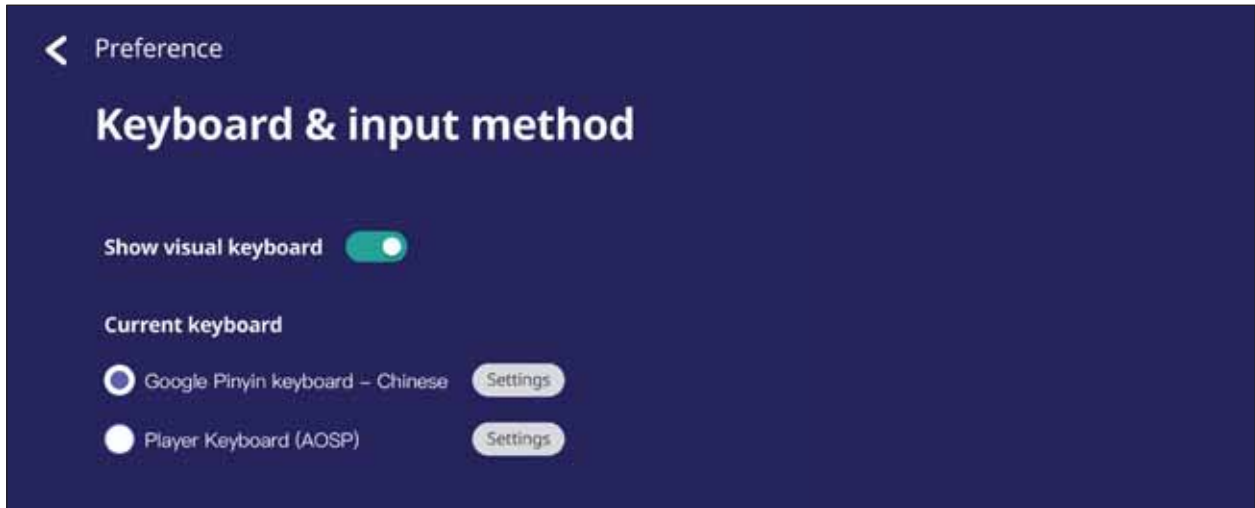 Preference
Keyboard & input method
Show visual keyboard
Current keyboard
Google Pinyin keyboard – Chinese Settings
Player Keyboard (AOSP) Settings